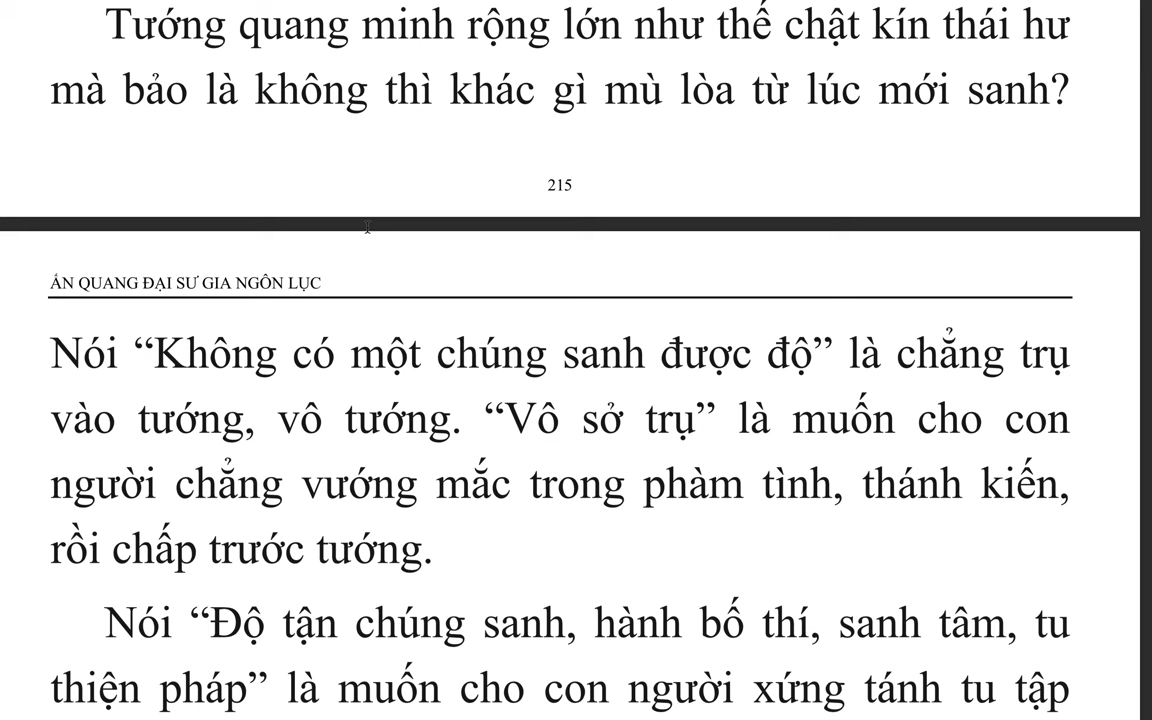 Tướng quang minh rộng lớn như thế chật kín thái hư
mà bảo là không thì khác gì mù lòa từ lúc mới sanh?
215
ẤN QUANG ĐẠI SƯ GIA NGÔN LỤC
Nói “Không có một chúng sanh được độ” là chẳng trụ
vào tướng, vô tướng. “Vô sở trụ” là muốn cho con
người chẳng vướng mắc trong phàm tình, thánh kiến,
rồi chấp trước tướng.
Nói “Độ tận chúng sanh, hành bố thí, sanh tâm, tu
thiện pháp” là muốn cho con người xứng tánh tu tập